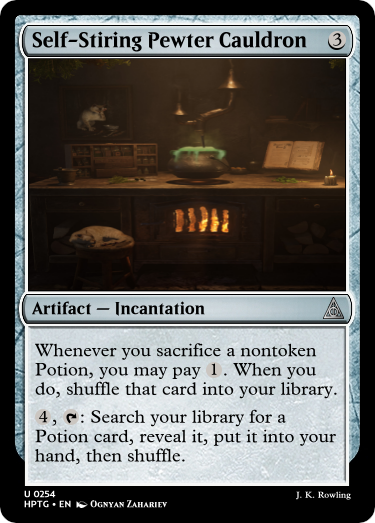 Self-Stiring Pewter Cauldron 3
Artifact — Incantation
Whenever you sacrifice a nontoken
Potion, you may pay 1. When you
do, shuffle that card into your library.
4, : Search your library for a
Potion card, reveal it, put it into your
hand, then shuffle.
U 0254
HPTG • EN Ognyan Zahariev
J. K. Rowling